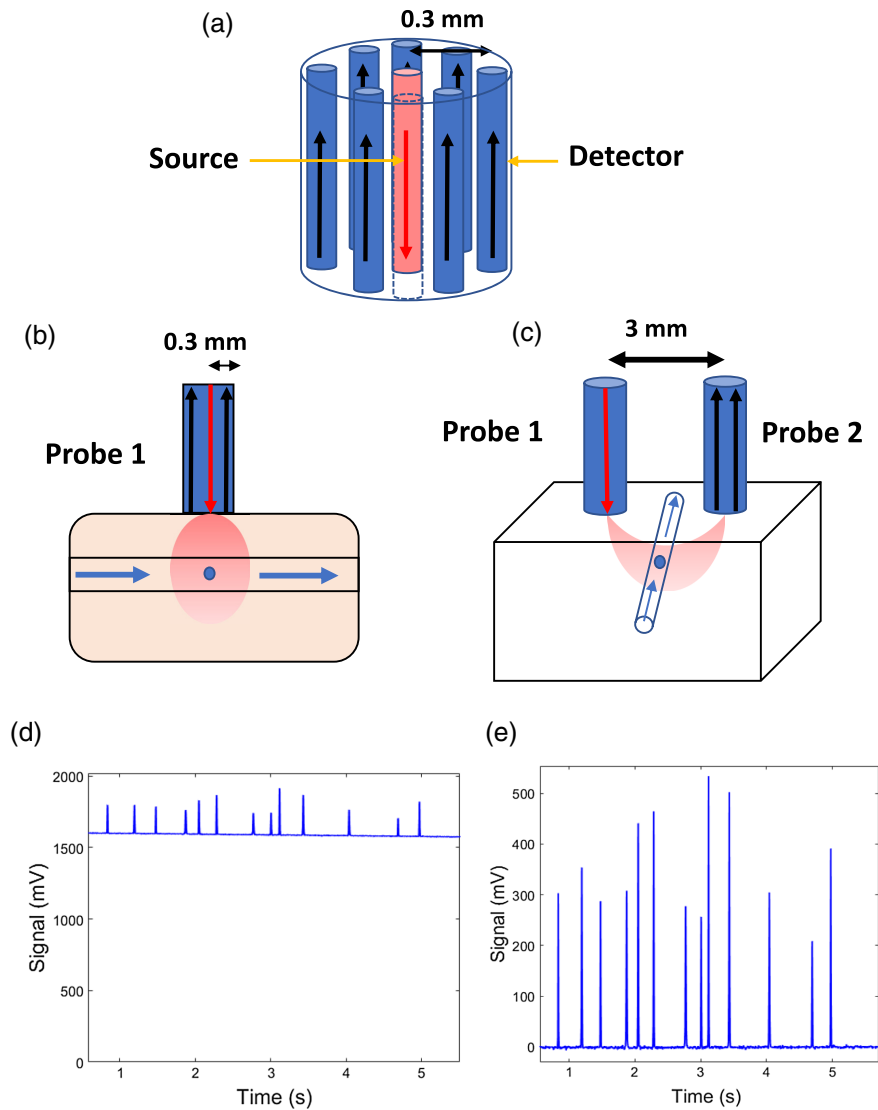 (a)
0.3 mm
Source
Detector
(b)
0.3 mm
Probe 1
(c)
3 mm
Probe 1
Probe 2
(d)
2000
1500
1000
500
0
Signal (mV)
1 2 3 4 5
Time (s)
(e)
500
400
300
200
100
0
Signal (mV)
1 2 3 4 5
Time (s)